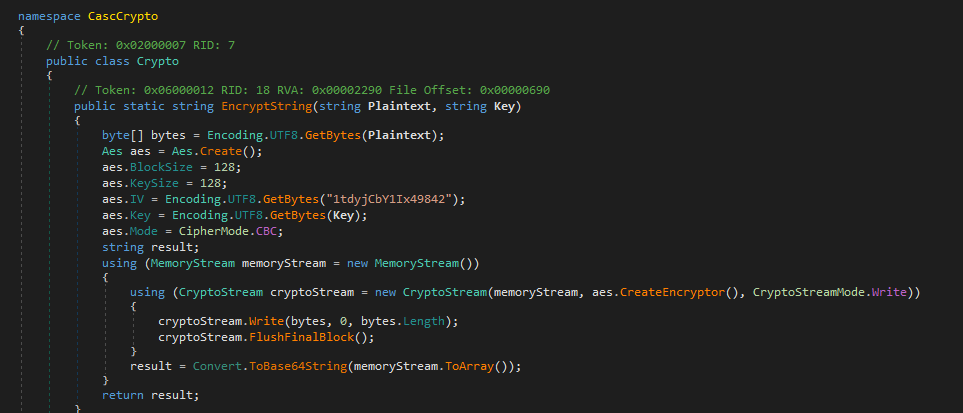 namespace CascCrypto
{
// Token: 0x02000007 RID: 7
public class Crypto
{
// Token: 0x06000012 RID: 18 RVA: 0x00002290 File Offset: 0x00000690
public static string EncryptString(string Plaintext, string Key)
{
byte[] bytes = Encoding.UTF8.GetBytes(Plaintext);
Aes aes = Aes.Create();
aes.BlockSize = 128;
aes.KeySize = 128;
aes.IV = Encoding.UTF8.GetBytes("1tdyjCbY1Ix49842");
aes.Key = Encoding.UTF8.GetBytes(Key);
aes.Mode = CipherMode.CBC;
string result;
using (MemoryStream memoryStream = new MemoryStream())
{
using (CryptoStream cryptoStream = new CryptoStream(memoryStream, aes.CreateEncryptor(), CryptoStreamMode.Write))
{
cryptoStream.Write(bytes, 0, bytes.Length);
cryptoStream.FlushFinalBlock();
}
result = Convert.ToBase64String(memoryStream.ToArray());
}
return result;
}